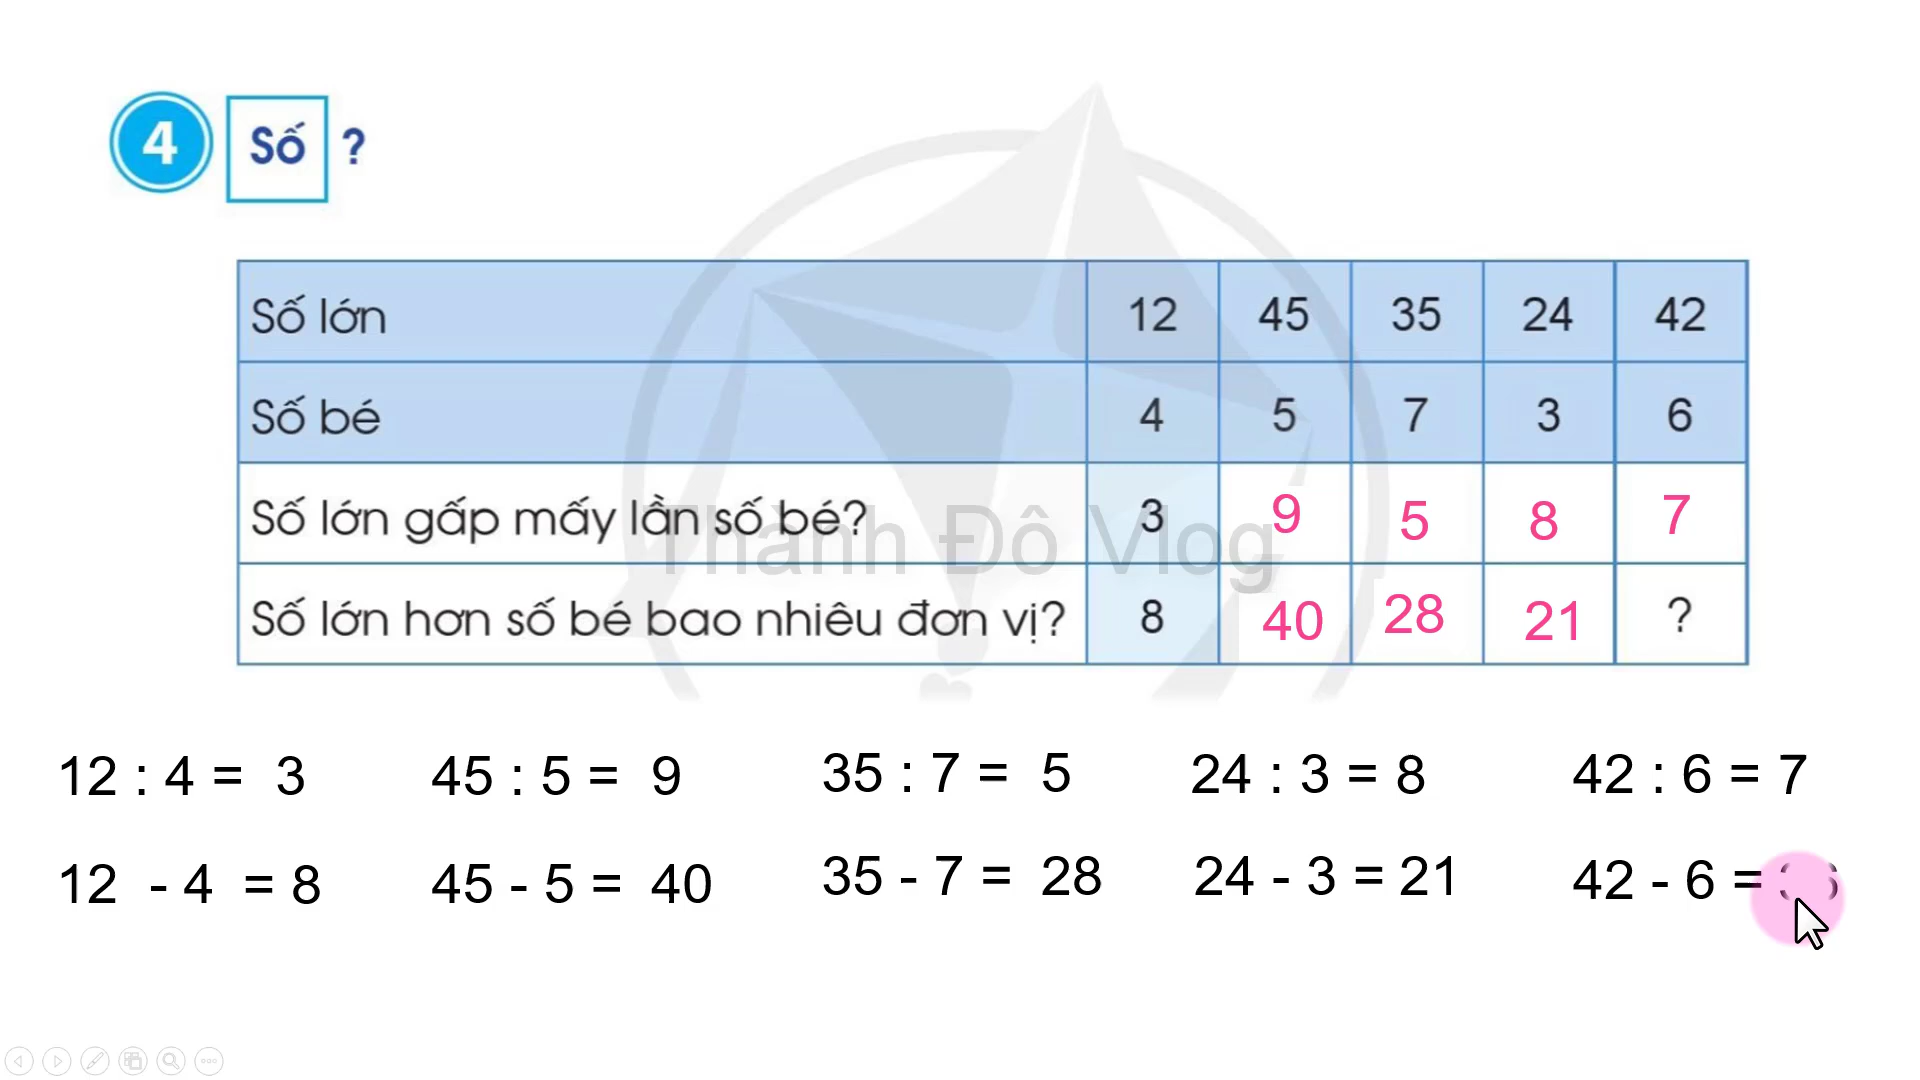 4 Số ?
Số lớn 12 45 35 24 42
Số bé 4 5 7 3 6
Số lớn gấp mấy lần số bé? 3 9 5 8 7
Thành Đô Vlog
Số lớn hơn số bé bao nhiêu đơn vị? 8 40 28 21 ?
12 : 4 = 3 45 : 5 = 9 35 : 7 = 5 24 : 3 = 8 42 : 6 = 7
12 - 4 = 8 45 - 5 = 40 35 - 7 = 28 24 - 3 = 21 42 - 6 =